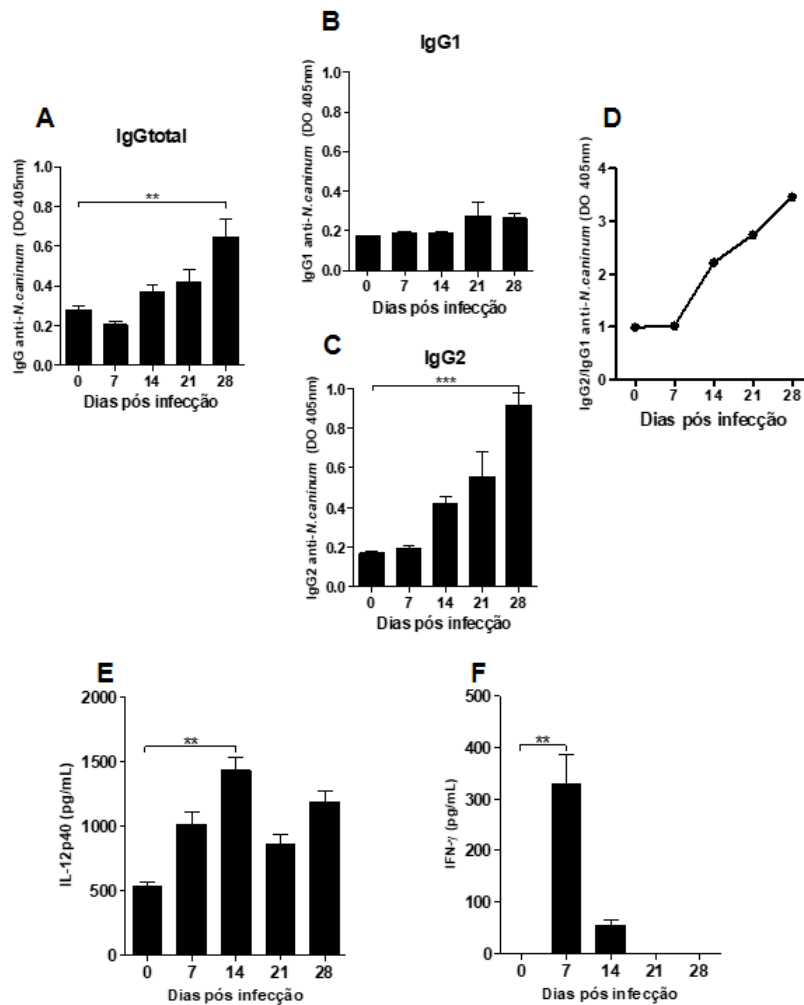 A
IgGtotal
IgG anti-N.caninum (DO 405nm)
1.0
0.8
0.6
0.4
0.2
0.0
**
0 7 14 21 28
Dias pós infecção
B
IgG1
IgG1 anti-N.caninum (DO 405nm)
1.0
0.8
0.6
0.4
0.2
0.0
0 7 14 21 28
Dias pós infecção
C
IgG2
IgG2 anti-N.caninum (DO 405nm)
1.0
0.8
0.6
0.4
0.2
0.0
***
0 7 14 21 28
Dias pós infecção
D
IgG2/IgG1 anti-N.caninum (DO 405nm)
4
3
2
1
0
0 7 14 21 28
Dias pós infecção
E
IL-12p40 (pg/mL)
2000
1500
1000
500
0
**
0 7 14 21 28
Dias pós infecção
F
IFN-γ (pg/mL)
500
400
300
200
100
0
**
0 7 14 21 28
Dias pós infecção